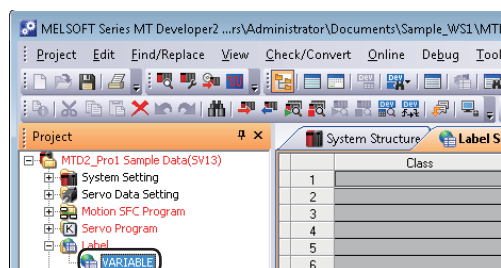 MELSOFT Series MT Developer2 ...rs\Administrator\Documents\Sample_WS1\MT
Project Edit Find/Replace View Check/Convert Online Debug Too
Project
System Structure
Label S
MTD2_Pro1 Sample Data(SV13)
System Setting
Servo Data Setting
Motion SFC Program
Servo Program
Label
VARIABLE
Class
1
2
3
4
5
6